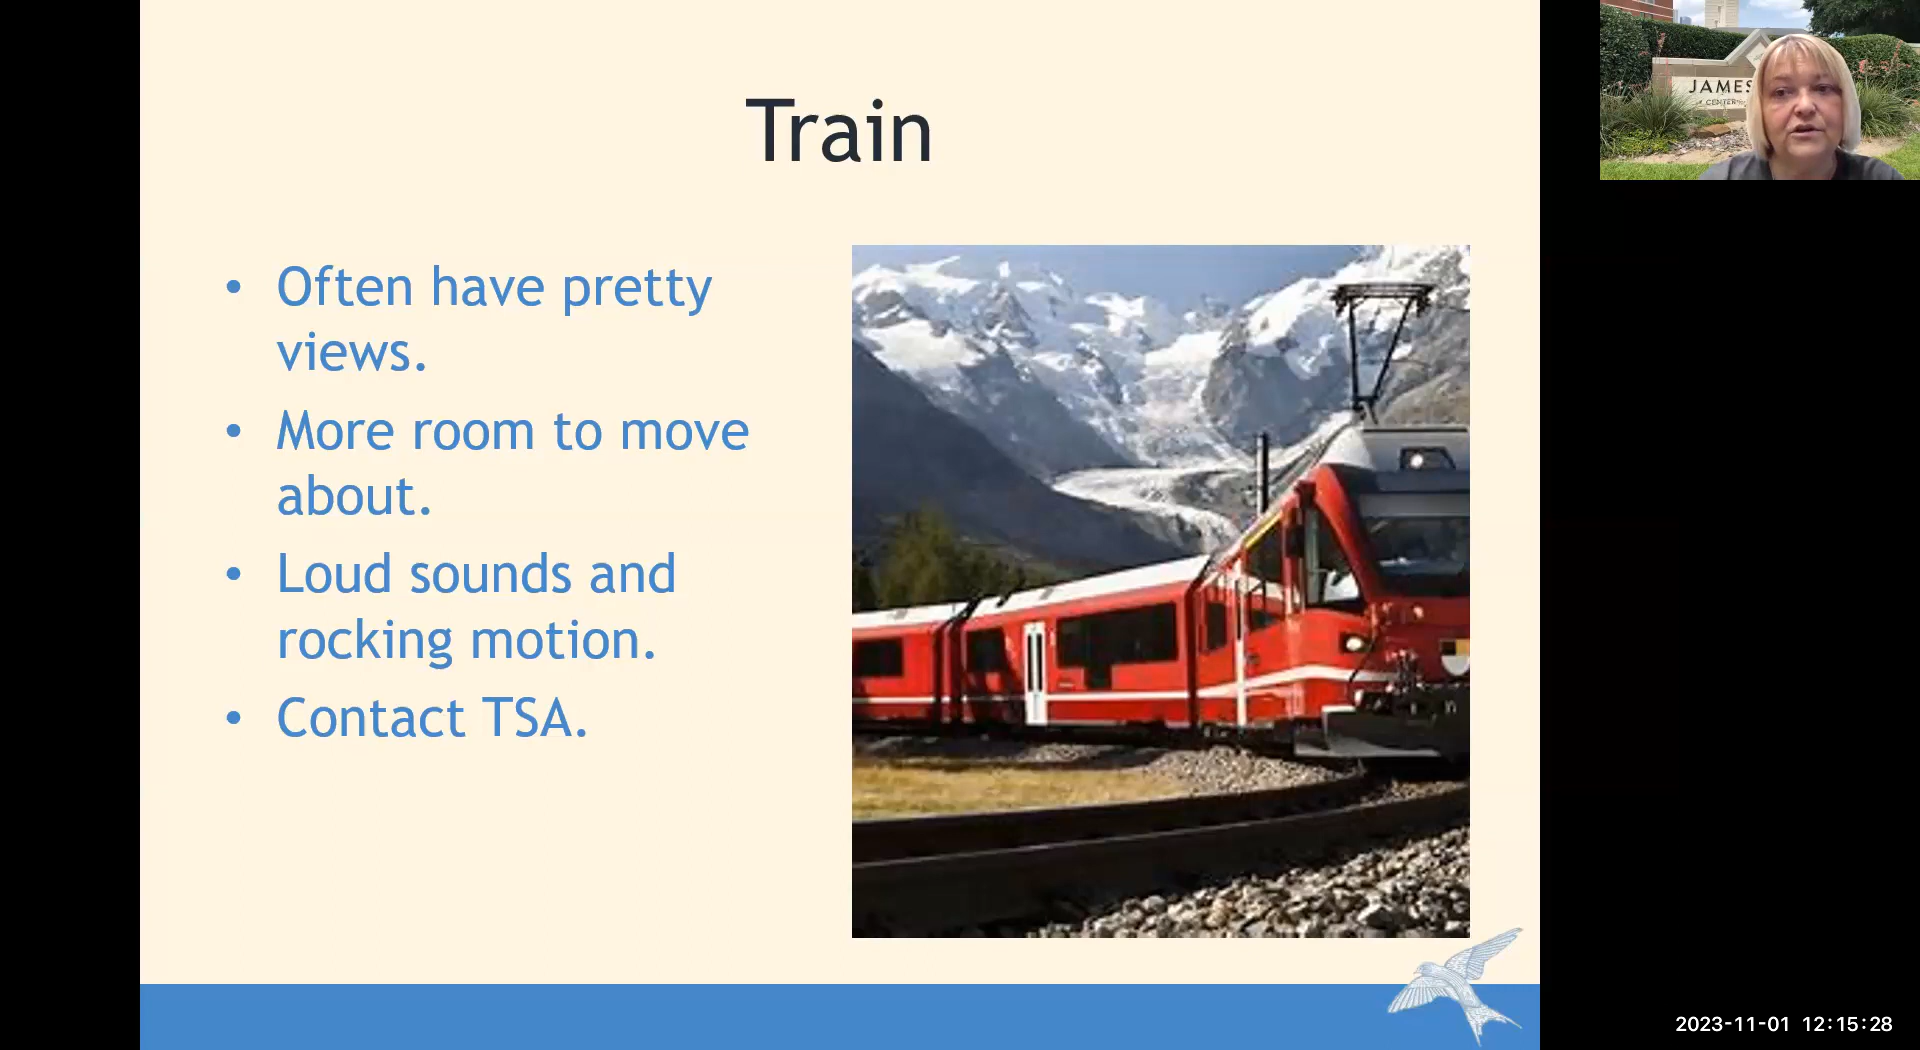 Train
• Often have pretty
views.
• More room to move
about.
• Loud sounds and
rocking motion.
• Contact TSA.
JAMES
CENTER
2023-11-01 12:15:28